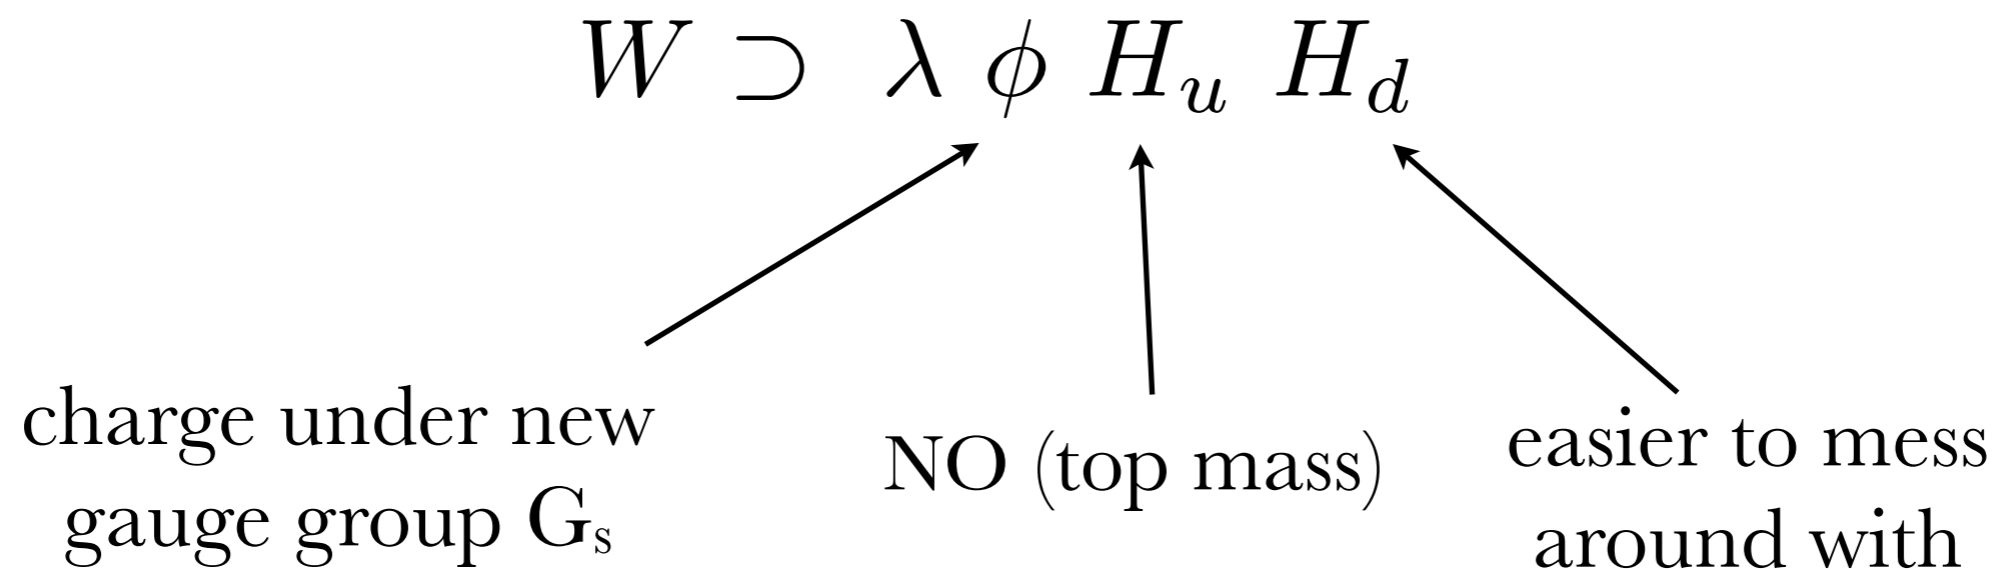 W ⊃ λ ϕ H_u H_d
charge under new
gauge group G_s
NO (top mass)
easier to mess
around with